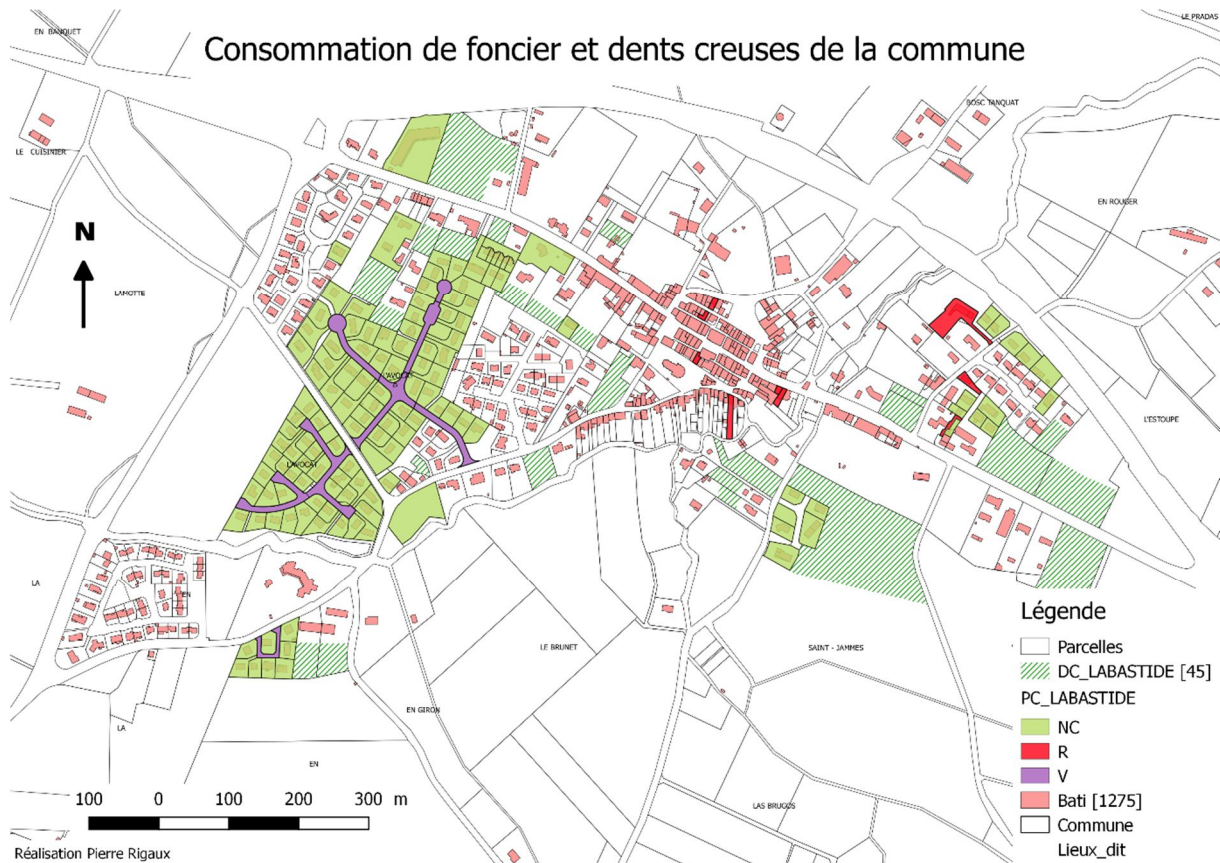 LE PRADAS
EN BANQUET
Consommation de foncier et dents creuses de la commune
BOSC TANQUAT
LE CUISINIER
EN ROUGER
N
LAMOTTE
L'AVOCAT
L'ESTOUPE
L'AVOCAT
LA
EN
Légende
Parcelles
LE BRUNET
SAINT - JAMMES
DC_LABASTIDE [45]
PC_LABASTIDE
EN GIRON
NC
LA
R
EN
V
100 0 100 200 300 m
LAS BRUGOS
Bati [1275]
Commune
Lieux_dit
Réalisation Pierre Rigaux